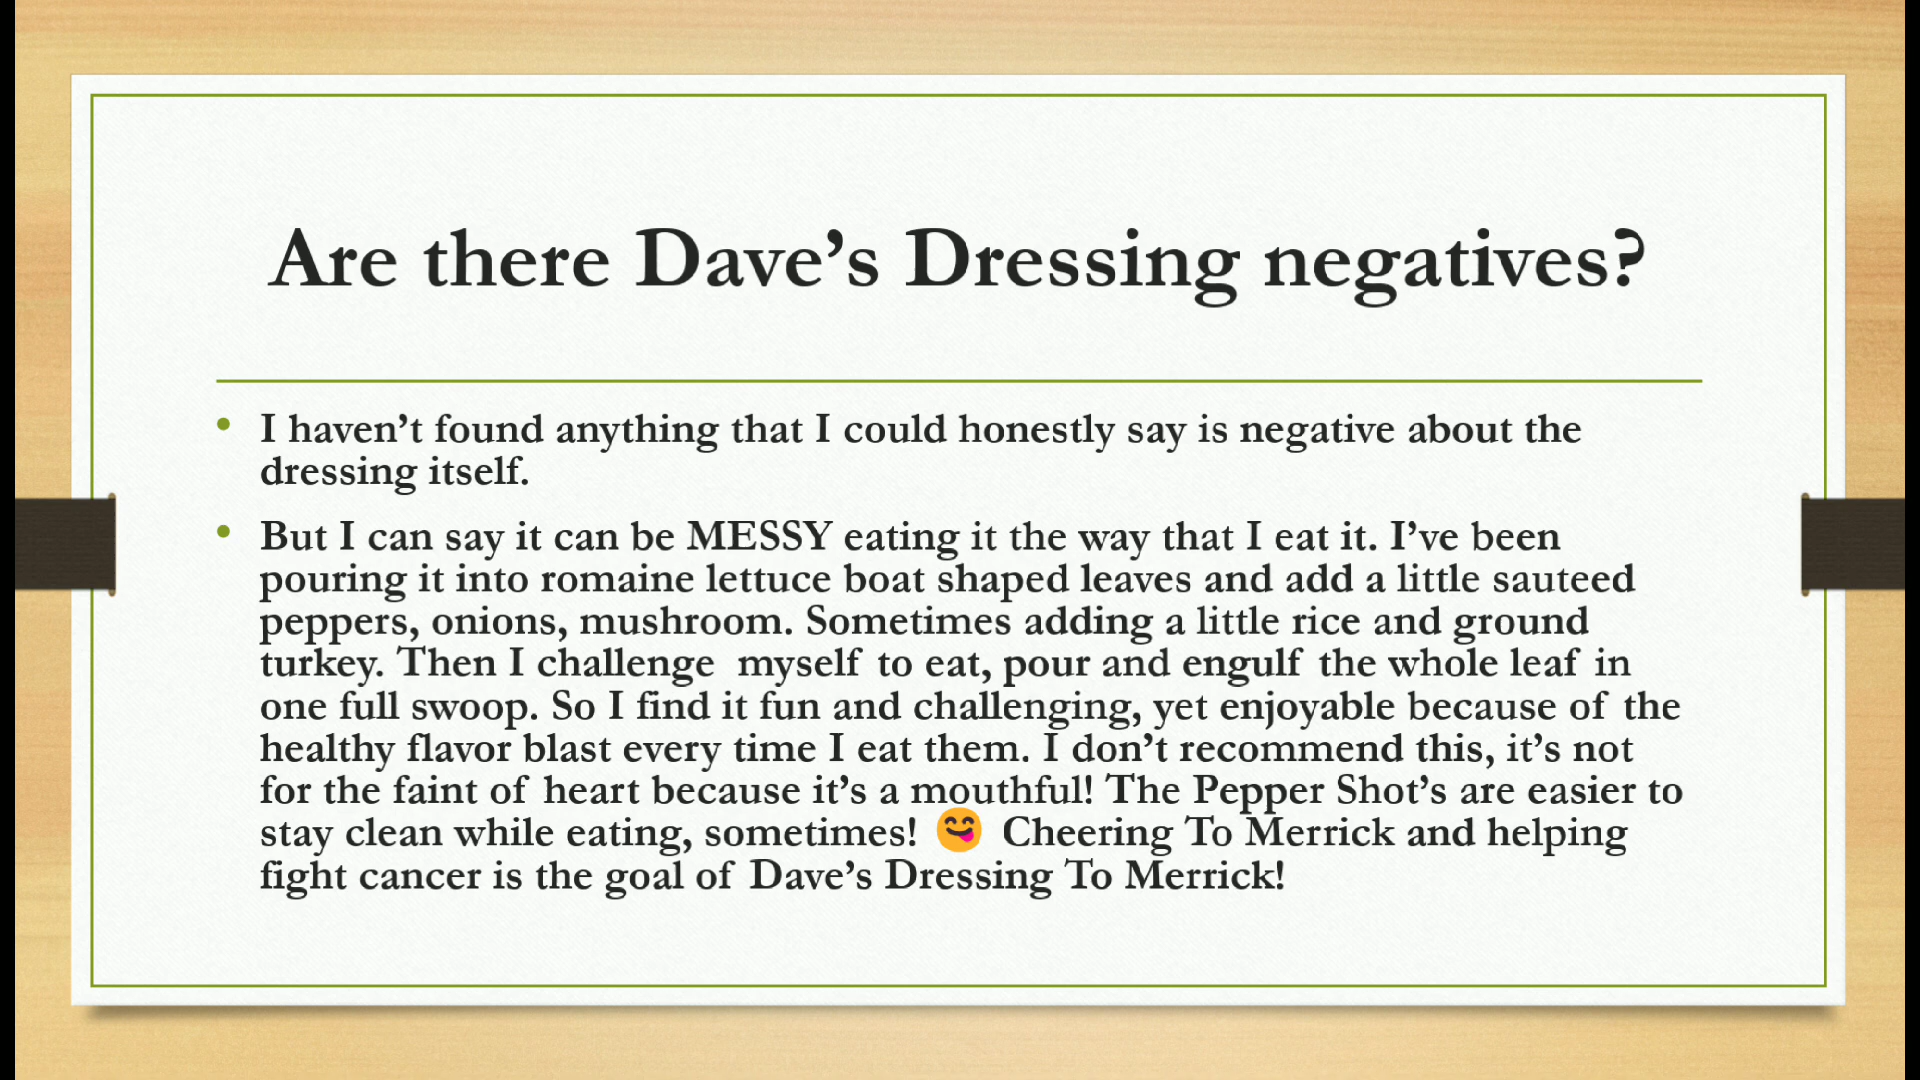 Are there Dave’s Dressing negatives?
• I haven’t found anything that I could honestly say is negative about the
dressing itself.
• But I can say it can be MESSY eating it the way that I eat it. I’ve been
pouring it into romaine lettuce boat shaped leaves and add a little sauteed
peppers, onions, mushroom. Sometimes adding a little rice and ground
turkey. Then I challenge myself to eat, pour and engulf the whole leaf in
one full swoop. So I find it fun and challenging, yet enjoyable because of the
healthy flavor blast every time I eat them. I don’t recommend this, it’s not
for the faint of heart because it’s a mouthful! The Pepper Shot’s are easier to
stay clean while eating, sometimes! 😋 Cheering To Merrick and helping
fight cancer is the goal of Dave’s Dressing To Merrick!